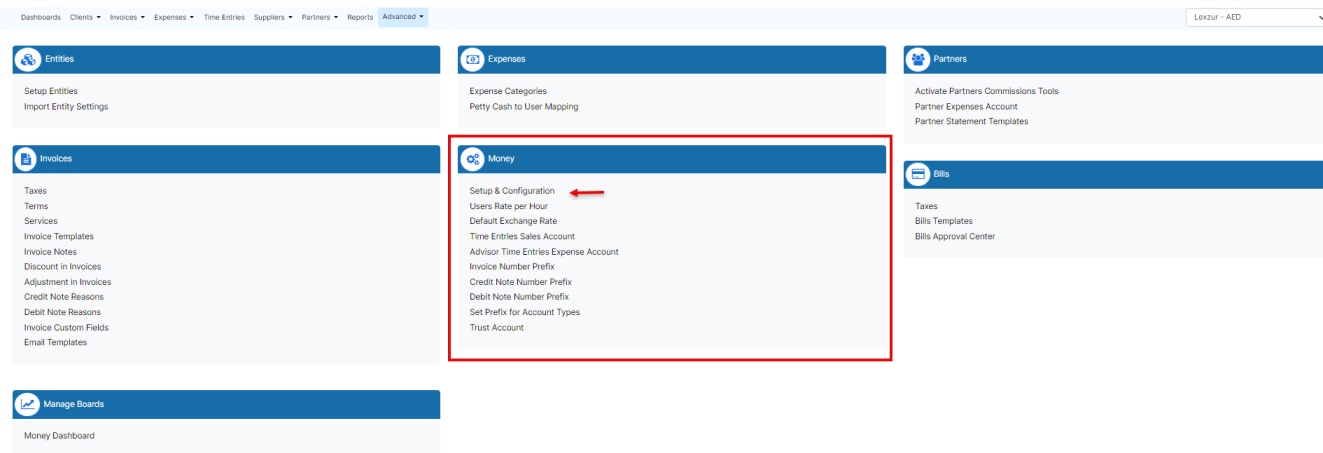 Dashboards Clients Invoices Expenses Time Entries Suppliers Partners Reports Advanced Lexzur - AED
Entities
Setup Entities
Import Entity Settings
Expenses
Expense Categories
Petty Cash to User Mapping
Partners
Activate Partners Commissions Tools
Partner Expenses Account
Partner Statement Templates
Invoices
Taxes
Terms
Services
Invoice Templates
Invoice Notes
Discount in Invoices
Adjustment in Invoices
Credit Note Reasons
Debit Note Reasons
Invoice Custom Fields
Email Templates
Money
Setup & Configuration
Users Rate per Hour
Default Exchange Rate
Time Entries Sales Account
Advisor Time Entries Expense Account
Invoice Number Prefix
Credit Note Number Prefix
Debit Note Number Prefix
Set Prefix for Account Types
Trust Account
Bills
Taxes
Bills Templates
Bills Approval Center
Manage Boards
Money Dashboard